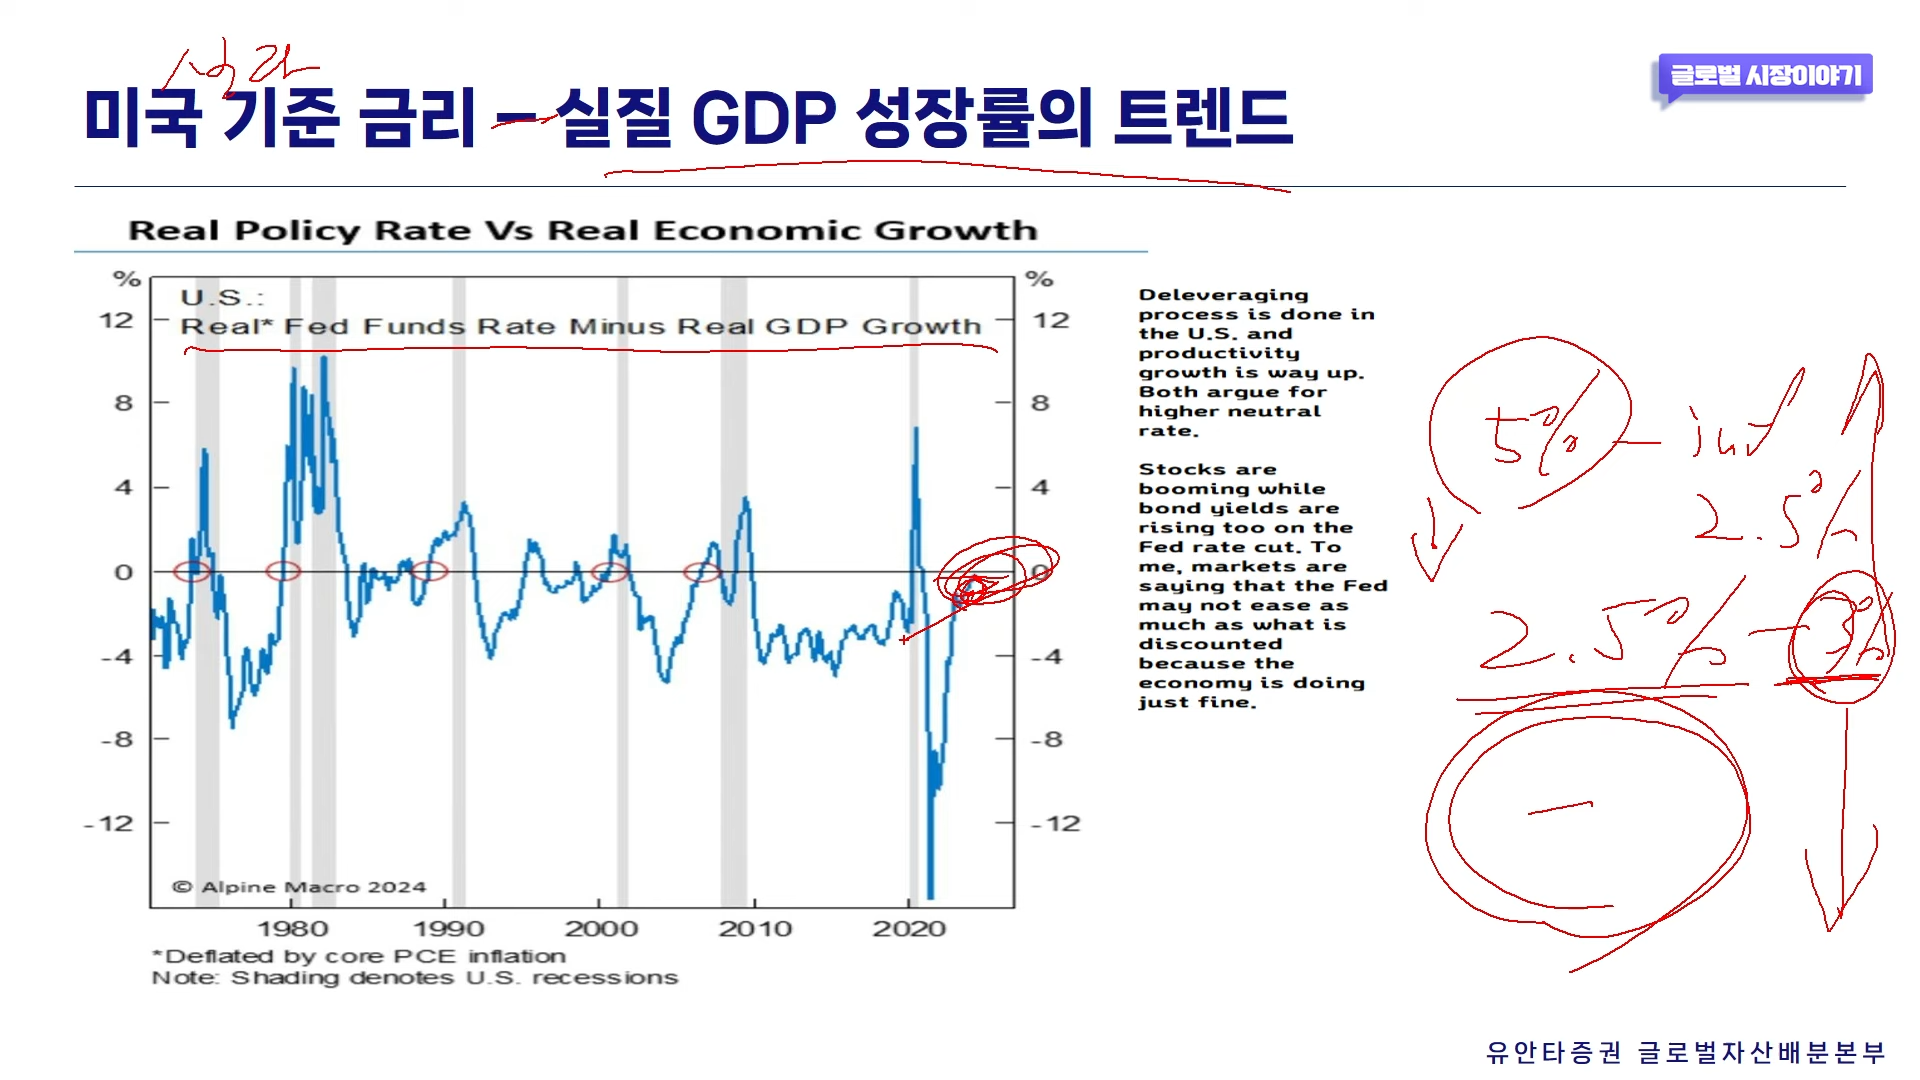 글로벌 시장이야기
미국 기준 금리 – 실질 GDP 성장률의 트렌드
Real Policy Rate Vs Real Economic Growth
% %
U.S.:
Real* Fed Funds Rate Minus Real GDP Growth
12 12
8 8
4 4
0 0
-4 -4
-8 -8
-12 -12
© Alpine Macro 2024
1980 1990 2000 2010 2020
*Deflated by core PCE inflation
Note: Shading denotes U.S. recessions
Deleveraging
process is done in
the U.S. and
productivity
growth is way up.
Both argue for
higher neutral
rate.
Stocks are
booming while
bond yields are
rising too on the
Fed rate cut. To
me, markets are
saying that the Fed
may not ease as
much as what is
discounted
because the
economy is doing
just fine.
5% – inf
2.5%
2.5% – 3%
–
유안타증권 글로벌자산배분본부